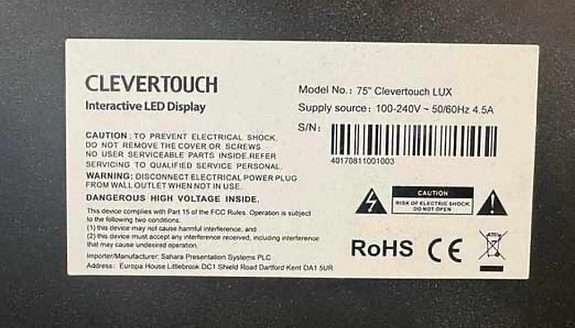 CLEVERTOUCH
Interactive LED Display
CAUTION: TO PREVENT ELECTRICAL SHOCK.
DO NOT REMOVE THE COVER OR SCREWS.
NO USER SERVICEABLE PARTS INSIDE.REFER
SERVICING TO QUALIFIED SERVICE PERSONAL.
WARNING: DISCONNECT ELECTRICAL POWER PLUG
FROM WALL OUTLET WHEN NOT IN USE.
DANGEROUS HIGH VOLTAGE INSIDE.
This device complies with Part 15 of the FCC Rules. Operation is subject
to the following two conditions:
(1) this device may not cause harmful interference, and
(2) this device must accept any interference received, including interference
that may cause undesired operation.
Importer/Manufacturer: Sahara Presentation Systems PLC
Address: Europa House Littlebrook DC1 Shield Road Dartford Kent DA1 5UR
Model No.: 75" Clevertouch LUX
Supply source: 100-240V ~ 50/60Hz 4.5A
S/N:
40170811001003
CAUTION
RISK OF ELECTRIC SHOCK
DO NOT OPEN
RoHS CE